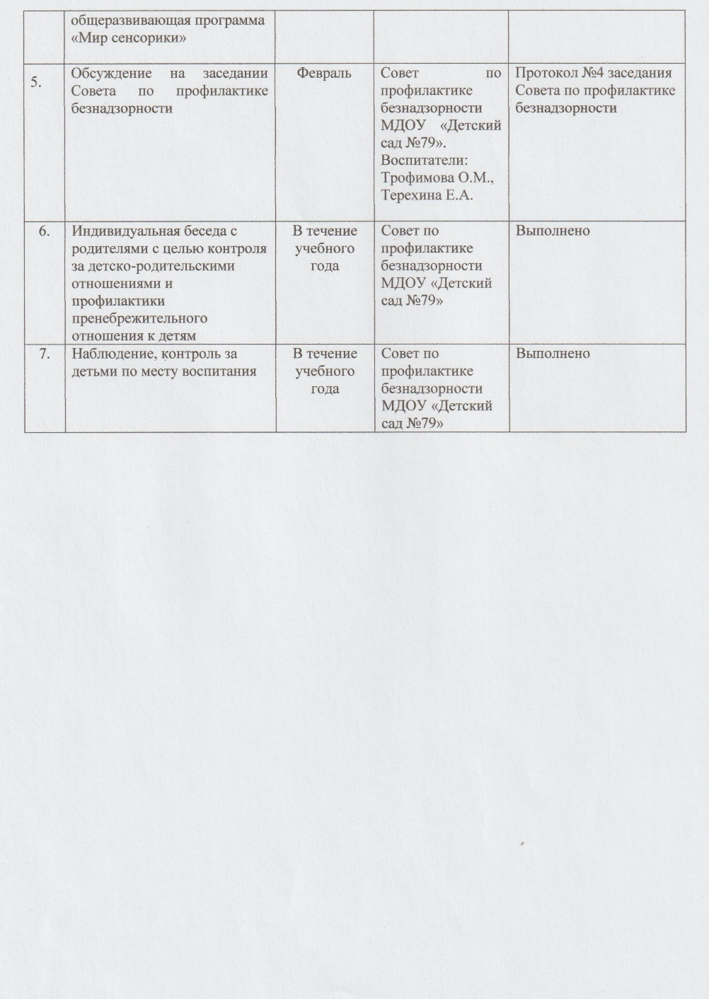 общеразвивающая программа
«Мир сенсорики»
5.
Обсуждение на заседании
Совета по профилактике
безнадзорности
Февраль
Совет по
профилактике
безнадзорности
МДОУ «Детский
сад №79».
Воспитатели:
Трофимова О.М.,
Терехина Е.А.
Протокол №4 заседания
Совета по профилактике
безнадзорности
6.
Индивидуальная беседа с
родителями с целью контроля
за детско-родительскими
отношениями и
профилактики
пренебрежительного
отношения к детям
В течение
учебного
года
Совет по
профилактике
безнадзорности
МДОУ «Детский
сад №79»
Выполнено
7.
Наблюдение, контроль за
детьми по месту воспитания
В течение
учебного
года
Совет по
профилактике
безнадзорности
МДОУ «Детский
сад №79»
Выполнено